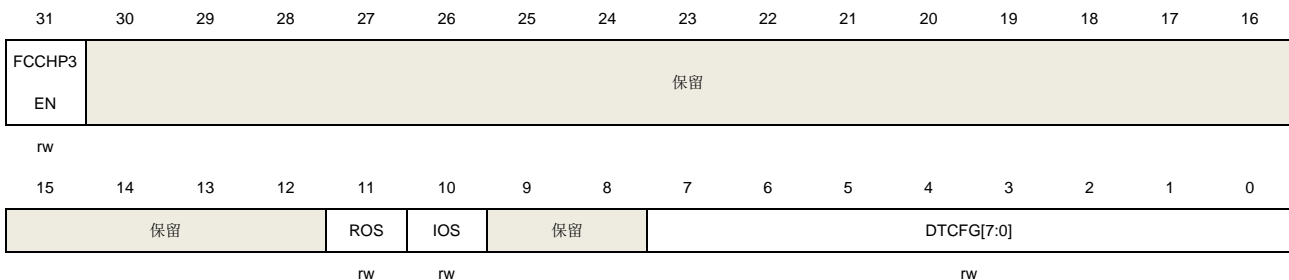 31 30 29 28 27 26 25 24 23 22 21 20 19 18 17 16
FCCHP3
EN
保留
rw
15 14 13 12 11 10 9 8 7 6 5 4 3 2 1 0
保留 ROS IOS 保留 DTCFG[7:0]
rw rw rw